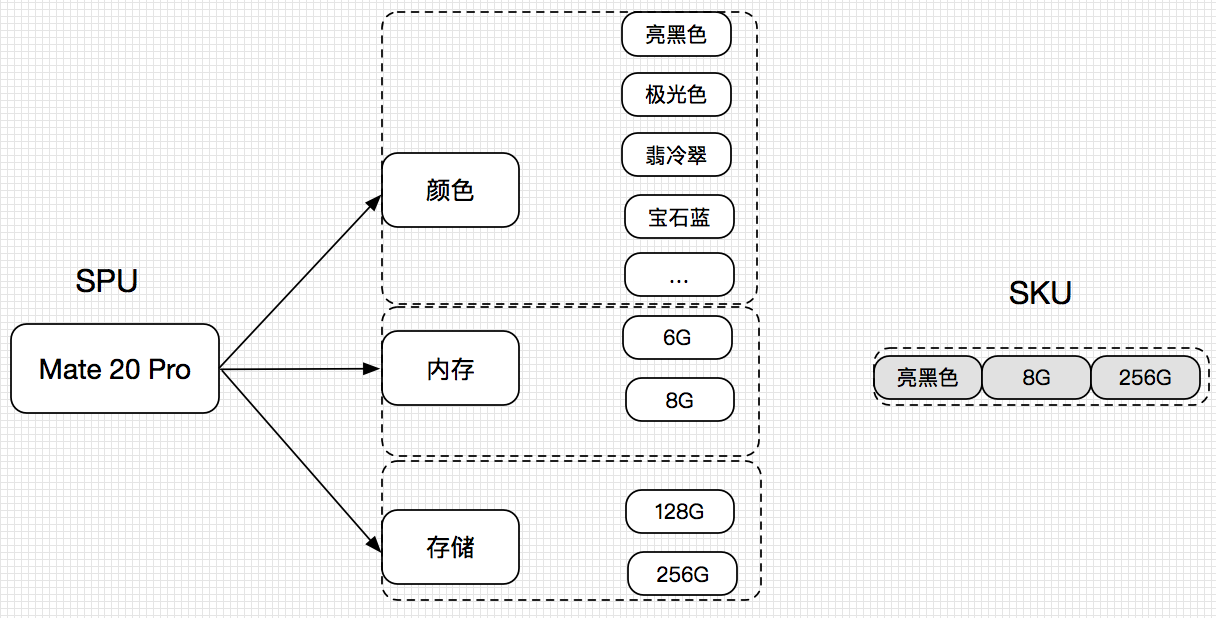 SPU
Mate 20 Pro
颜色
亮黑色
极光色
翡冷翠
宝石蓝
...
内存
6G
8G
存储
128G
256G
SKU
亮黑色 8G 256G